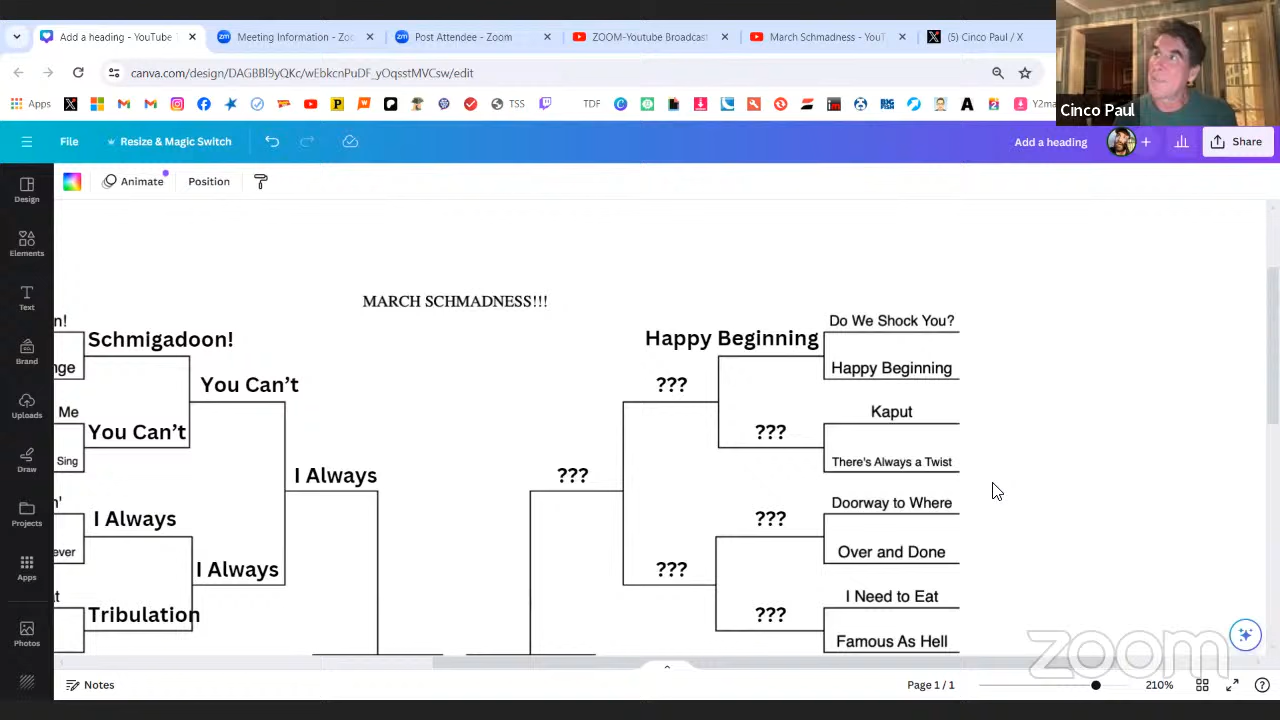 Add a heading - YouTube
Meeting Information - Zo
Post Attendee - Zoom
ZOOM-Youtube Broadcast
March Schmadness - YouT
(5) Cinco Paul / X
canva.com/design/DAGBBl9yQKc/wEbkcnPuDF_yOqsstMVCsw/edit
Apps
TSS
TDF
Y2ma
Cinco Paul
File
Resize & Magic Switch
Add a heading
Share
Animate
Position
Design
Elements
Text
Brand
Uploads
Draw
Projects
Apps
Photos
MARCH SCHMADNESS!!!
n!
Schmigadoon!
nge
You Can't
Me
You Can't
Sing
I Always
n'
I Always
ever
I Always
at
Tribulation
Happy Beginning
Do We Shock You?
Happy Beginning
???
Kaput
???
There's Always a Twist
???
Doorway to Where
???
Over and Done
???
I Need to Eat
???
Famous As Hell
zoom
Notes
Page 1 / 1
210%